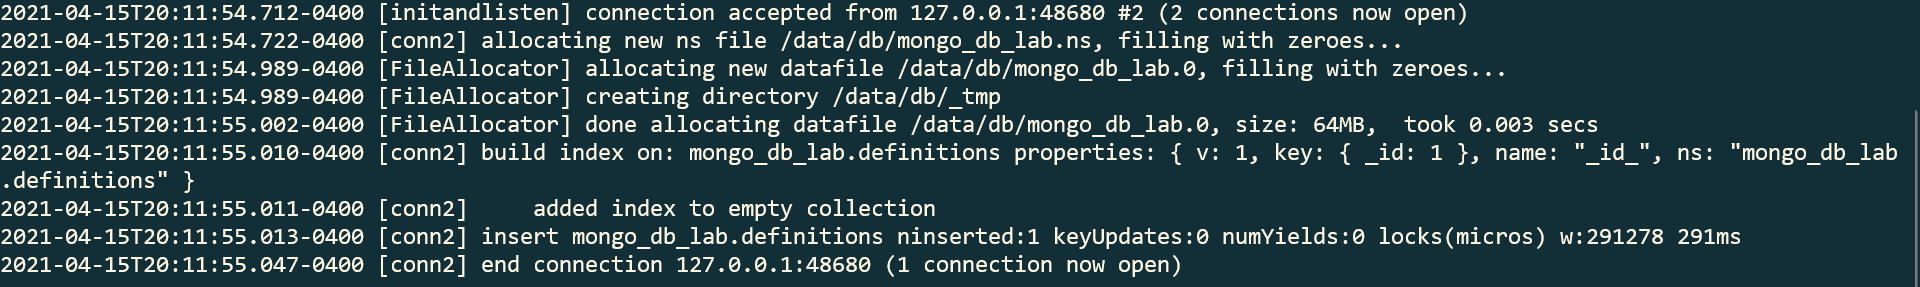 2021-04-15T20:11:54.712-0400 [initandlisten] connection accepted from 127.0.0.1:48680 #2 (2 connections now open)
2021-04-15T20:11:54.722-0400 [conn2] allocating new ns file /data/db/mongo_db_lab.ns, filling with zeroes...
2021-04-15T20:11:54.989-0400 [FileAllocator] allocating new datafile /data/db/mongo_db_lab.0, filling with zeroes...
2021-04-15T20:11:54.989-0400 [FileAllocator] creating directory /data/db/_tmp
2021-04-15T20:11:55.002-0400 [FileAllocator] done allocating datafile /data/db/mongo_db_lab.0, size: 64MB,  took 0.003 secs
2021-04-15T20:11:55.010-0400 [conn2] build index on: mongo_db_lab.definitions properties: { v: 1, key: { _id: 1 }, name: "_id_", ns: "mongo_db_lab
.definitions" }
2021-04-15T20:11:55.011-0400 [conn2]     added index to empty collection
2021-04-15T20:11:55.013-0400 [conn2] insert mongo_db_lab.definitions ninserted:1 keyUpdates:0 numYields:0 locks(micros) w:291278 291ms
2021-04-15T20:11:55.047-0400 [conn2] end connection 127.0.0.1:48680 (1 connection now open)